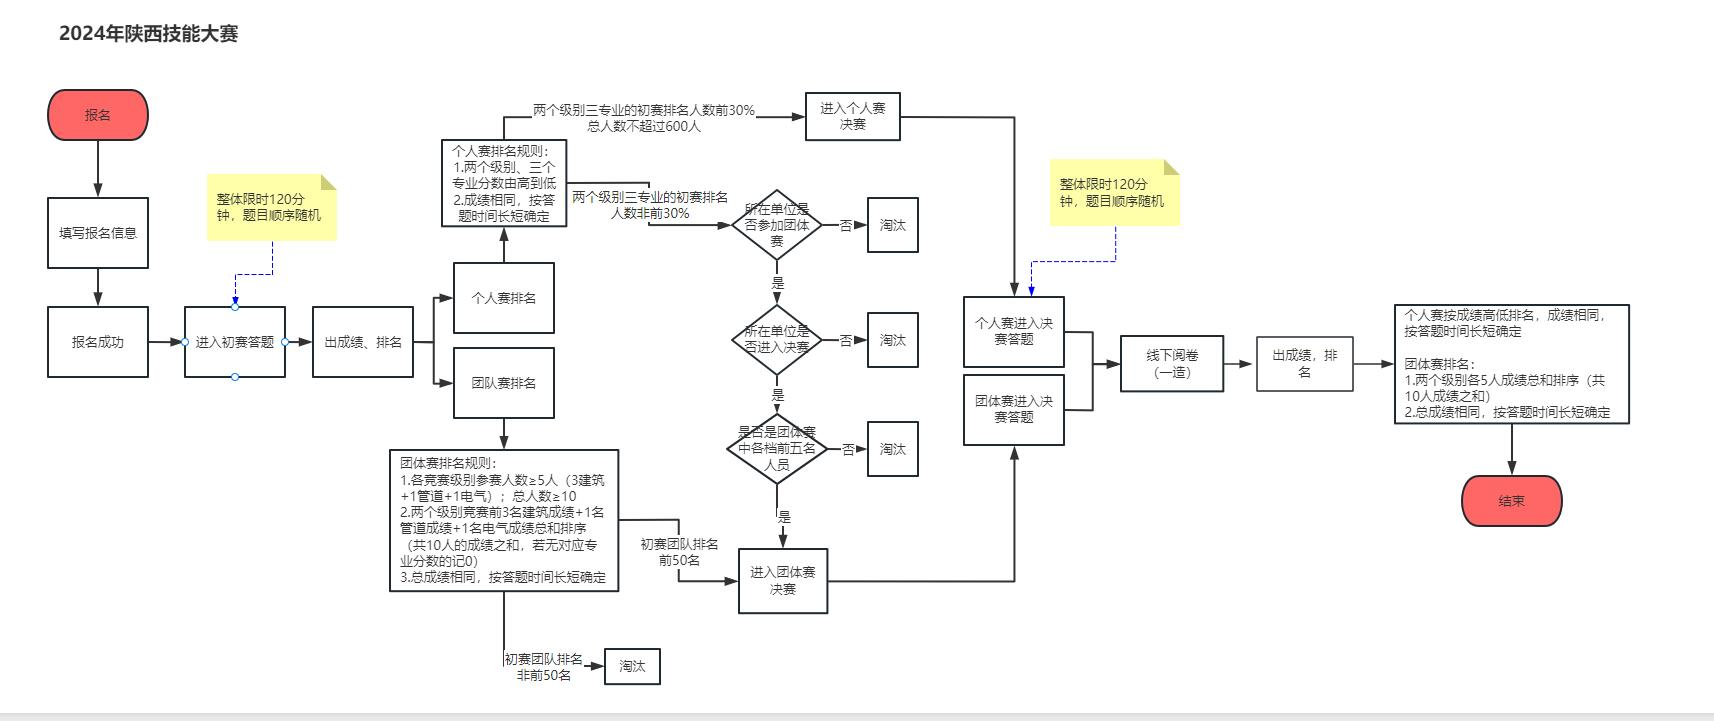 2024年陕西技能大赛
报名
填写报名信息
报名成功
整体限时120分
钟，题目顺序随机
进入初赛答题
出成绩、排名
个人赛排名
团队赛排名
个人赛排名规则：
1.两个级别、三个
专业分数由高到低
2.成绩相同，按答
题时间长短确定
两个级别三专业的初赛排名人数前30%
总人数不超过600人
进入个人赛
决赛
两个级别三专业的初赛排名
人数非前30%
所在单位是
否参加团体
赛
否
淘汰
是
所在单位是
否进入决赛
否
淘汰
是
是否是团体赛
中各档前五名
人员
否
淘汰
是
团体赛排名规则：
1.各竞赛级别参赛人数≥5人（3建筑
+1管道+1电气）；总人数≥10
2.两个级别竞赛前3名建筑成绩+1名
管道成绩+1名电气成绩总和排序
（共10人的成绩之和，若无对应专
业分数的记0）
3.总成绩相同，按答题时间长短确定
初赛团队排名
前50名
进入团体赛
决赛
初赛团队排名
非前50名
淘汰
整体限时120分
钟，题目顺序随机
个人赛进入决
赛答题
团体赛进入决
赛答题
线下阅卷
（一造）
出成绩，排
名
个人赛按成绩高低排名，成绩相同，
按答题时间长短确定
团体赛排名：
1.两个级别各5人成绩总和排序（共
10人成绩之和）
2.总成绩相同，按答题时间长短确定
结束